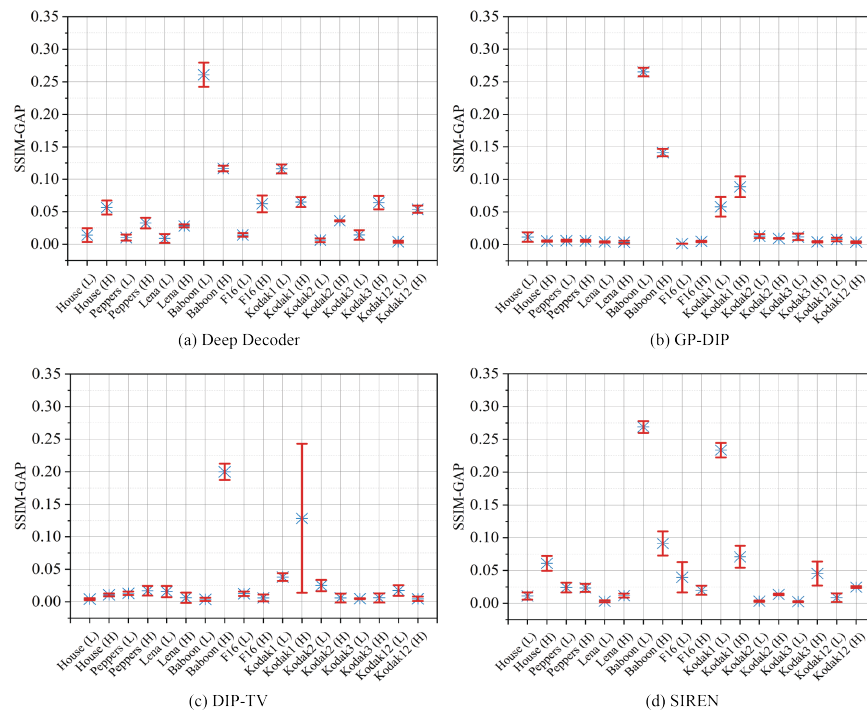 0.35
0.30
0.25
0.20
0.15
0.10
0.05
0.00
SSIM-GAP
House (L)
House (H)
Peppers (L)
Peppers (H)
Lena (L)
Lena (H)
Baboon (L)
Baboon (H)
F16 (L)
F16 (H)
Kodak1 (L)
Kodak1 (H)
Kodak2 (L)
Kodak2 (H)
Kodak3 (L)
Kodak3 (H)
Kodak12 (L)
Kodak12 (H)
(a) Deep Decoder
0.35
0.30
0.25
0.20
0.15
0.10
0.05
0.00
SSIM-GAP
House (L)
House (H)
Peppers (L)
Peppers (H)
Lena (L)
Lena (H)
Baboon (L)
Baboon (H)
F16 (L)
F16 (H)
Kodak1 (L)
Kodak1 (H)
Kodak2 (L)
Kodak2 (H)
Kodak3 (L)
Kodak3 (H)
Kodak12 (L)
Kodak12 (H)
(b) GP-DIP
0.35
0.30
0.25
0.20
0.15
0.10
0.05
0.00
SSIM-GAP
House (L)
House (H)
Peppers (L)
Peppers (H)
Lena (L)
Lena (H)
Baboon (L)
Baboon (H)
F16 (L)
F16 (H)
Kodak1 (L)
Kodak1 (H)
Kodak2 (L)
Kodak2 (H)
Kodak3 (L)
Kodak3 (H)
Kodak12 (L)
Kodak12 (H)
(c) DIP-TV
0.35
0.30
0.25
0.20
0.15
0.10
0.05
0.00
SSIM-GAP
House (L)
House (H)
Peppers (L)
Peppers (H)
Lena (L)
Lena (H)
Baboon (L)
Baboon (H)
F16 (L)
F16 (H)
Kodak1 (L)
Kodak1 (H)
Kodak2 (L)
Kodak2 (H)
Kodak3 (L)
Kodak3 (H)
Kodak12 (L)
Kodak12 (H)
(d) SIREN